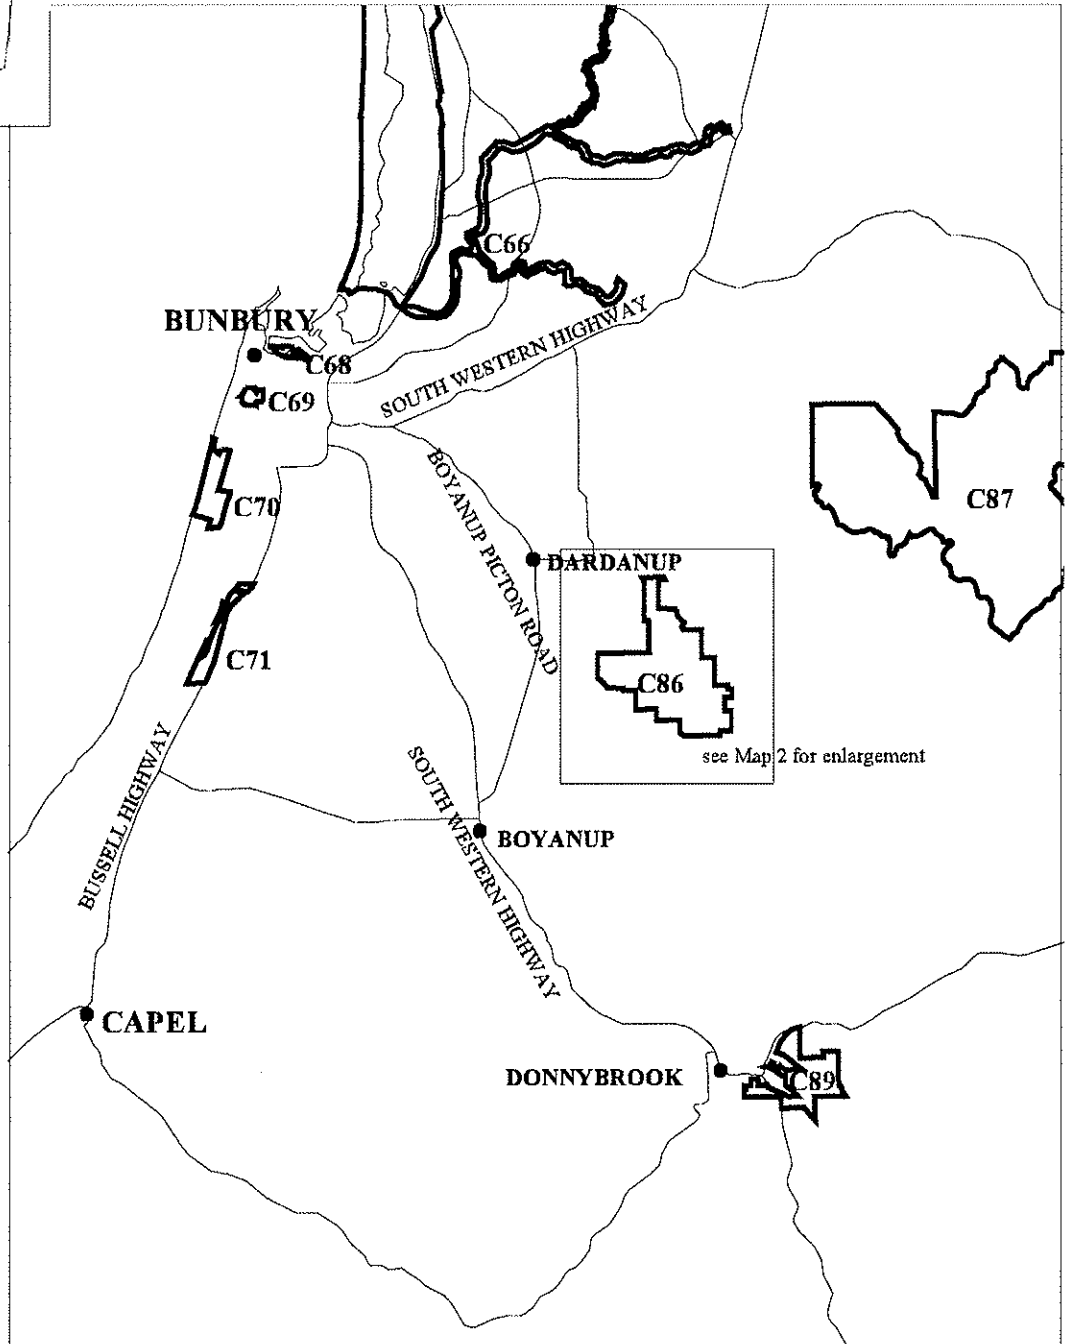 C66
BUNBURY
SOUTH WESTERN HIGHWAY
C68
C69
C70
BOYANUP PICTON ROAD
C87
DARDANUP
C71
C86
see Map 2 for enlargement
BUSSELL HIGHWAY
SOUTH WESTERN HIGHWAY
BOYANUP
CAPEL
DONNYBROOK
C89